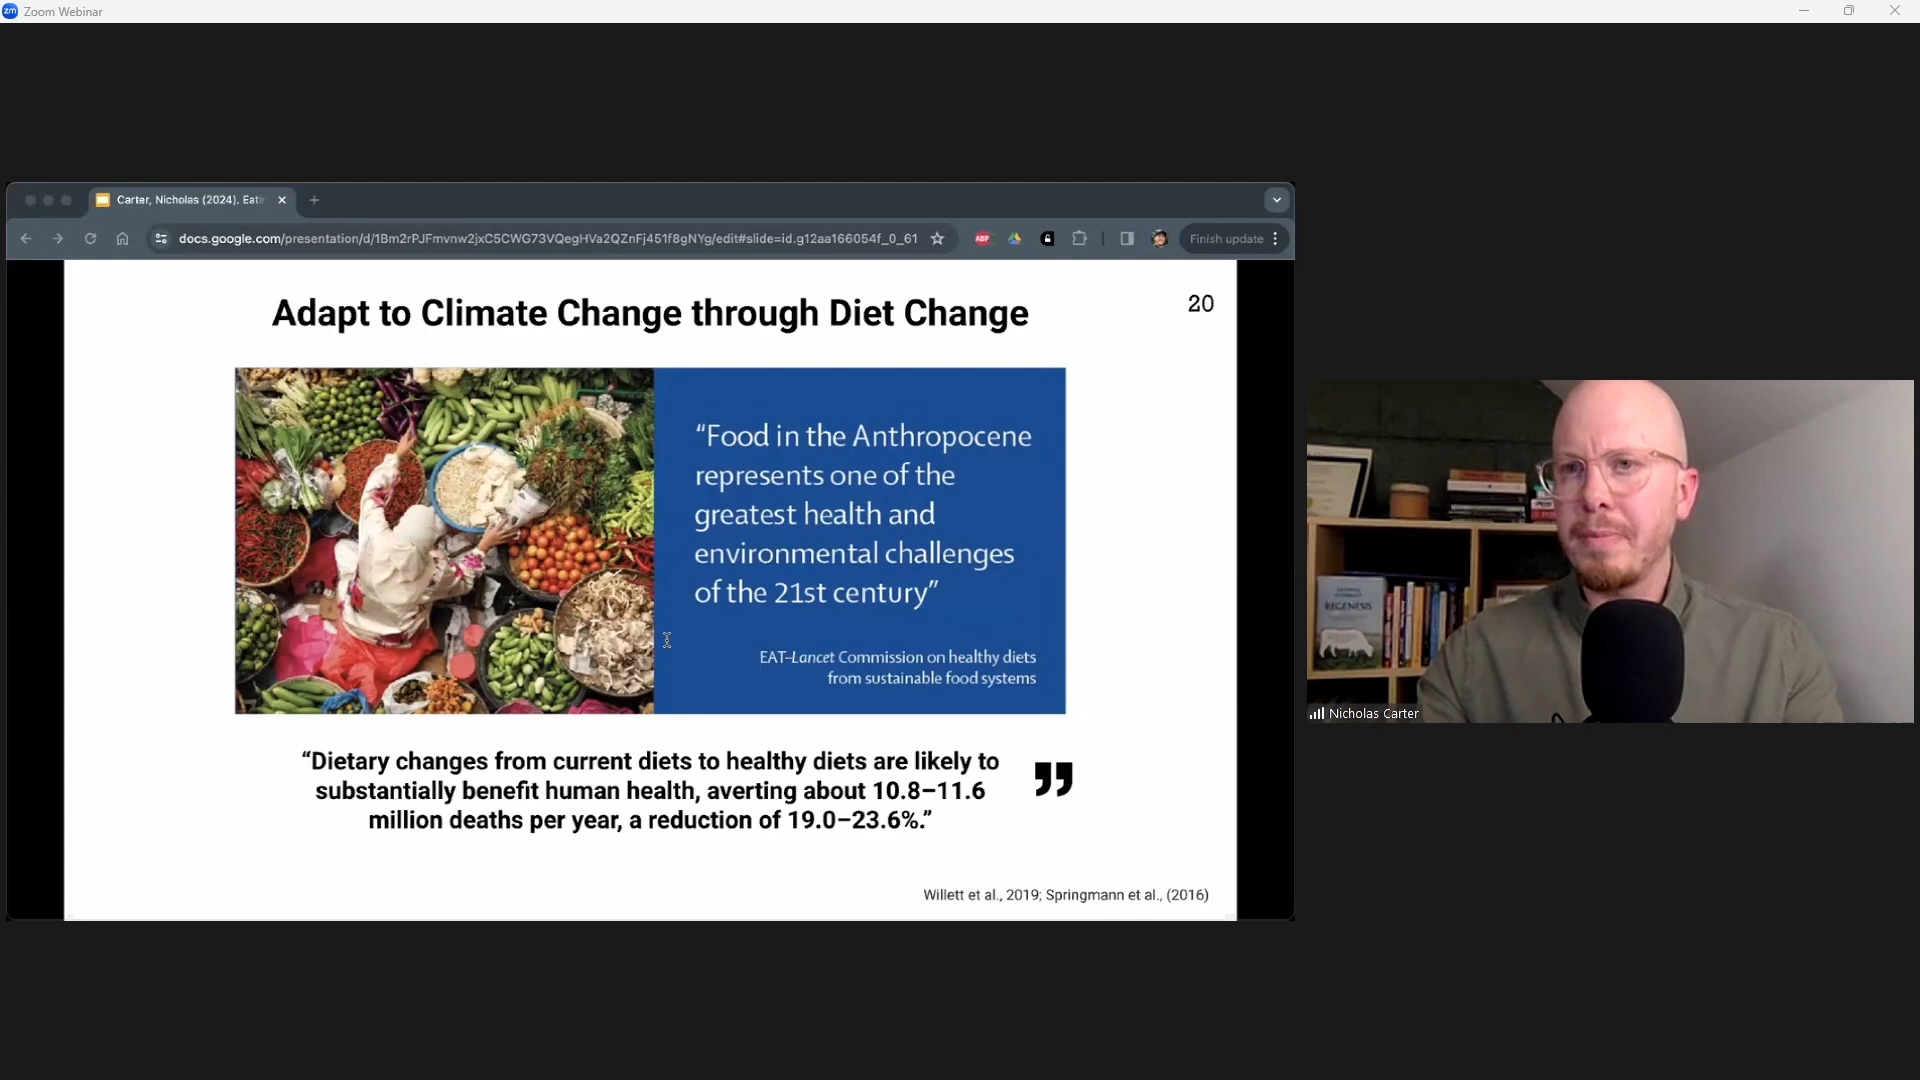 Zoom Webinar
Carter, Nicholas (2024). Eati
docs.google.com/presentation/d/1Bm2rPJFmvnw2jxC5CWG73VQegHVa2QZnFj451f8gNYg/edit#slide=id.g12aa166054f_0_61
ABP
Finish update
Adapt to Climate Change through Diet Change
20
“Food in the Anthropocene
represents one of the
greatest health and
environmental challenges
of the 21st century”
EAT–Lancet Commission on healthy diets
from sustainable food systems
“Dietary changes from current diets to healthy diets are likely to
substantially benefit human health, averting about 10.8–11.6
million deaths per year, a reduction of 19.0–23.6%.”
Willett et al., 2019; Springmann et al., (2016)
REGENESIS
Nicholas Carter